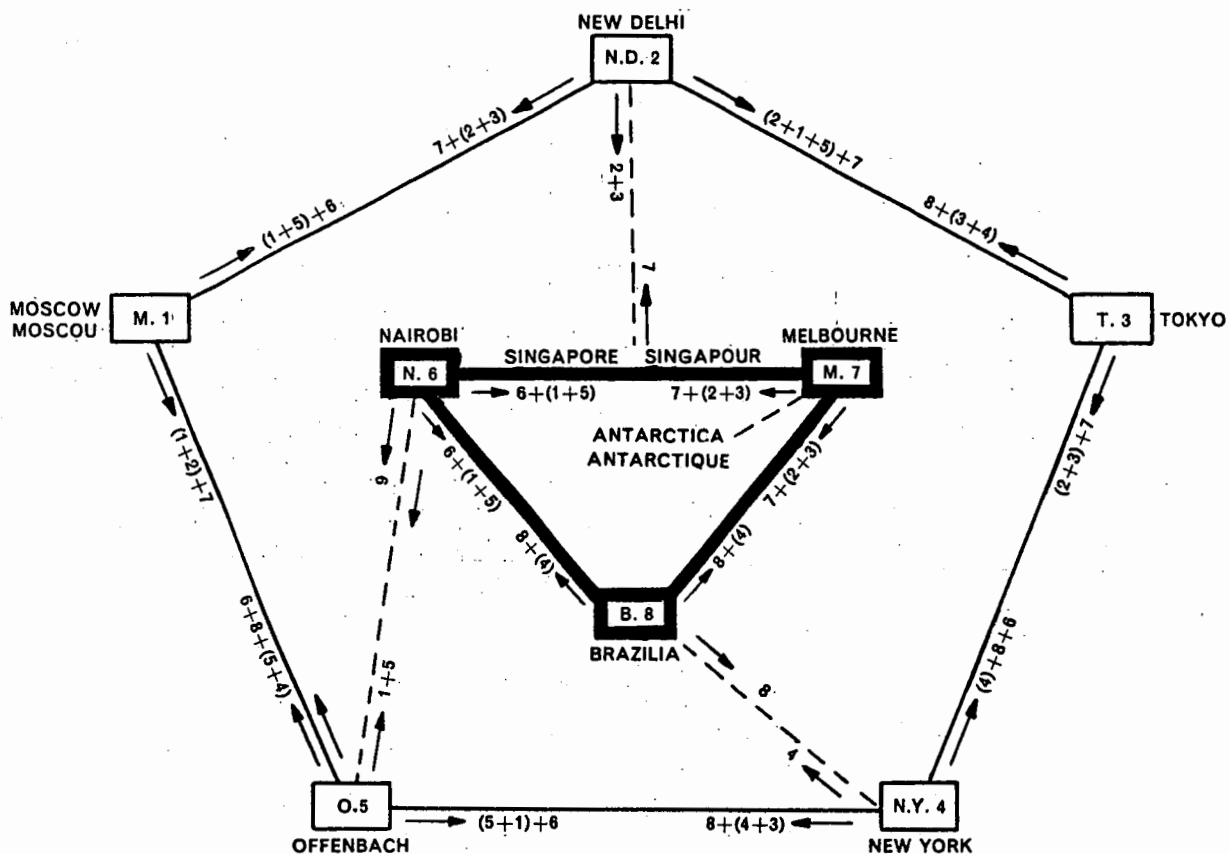 NEW DELHI
N.D. 2
7+(2+3)
2+3
(2+1+5)+7
(1+5)+6
8+(3+4)
7
MOSCOW
MOSCOU
M. 1
T. 3
TOKYO
NAIROBI
MELBOURNE
SINGAPORE SINGAPOUR
N. 6
M. 7
6+(1+5)
7+(2+3)
ANTARCTICA
ANTARCTIQUE
(1+2)+7
6
6+(1+5)
7+(2+3)
(2+3)+7
8+(4)
8+(4)
B. 8
BRAZILIA
6+8+(5+4)
1+5
8
(4)+8+6
4
O.5
N.Y. 4
(5+1)+6
8+(4+3)
OFFENBACH
NEW YORK